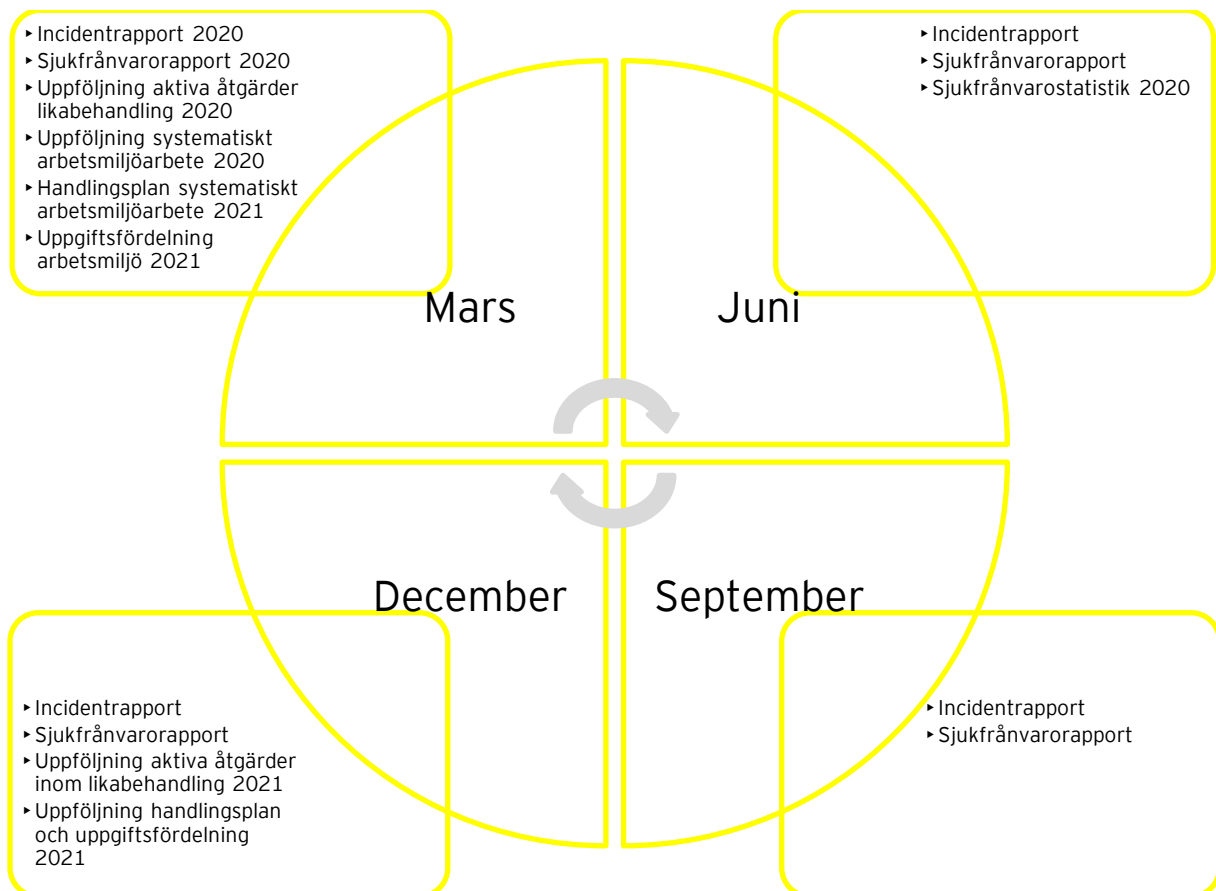 ‣ Incidentrapport 2020
‣ Sjukfrånvarorapport 2020
‣ Uppföljning aktiva åtgärder
likabehandling 2020
‣ Uppföljning systematiskt
arbetsmiljöarbete 2020
‣ Handlingsplan systematiskt
arbetsmiljöarbete 2021
‣ Uppgiftsfördelning
arbetsmiljö 2021
‣ Incidentrapport
‣ Sjukfrånvarorapport
‣ Sjukfrånvarostatistik 2020
Mars
Juni
December
September
‣ Incidentrapport
‣ Sjukfrånvarorapport
‣ Uppföljning aktiva åtgärder
inom likabehandling 2021
‣ Uppföljning handlingsplan
och uppgiftsfördelning
2021
‣ Incidentrapport
‣ Sjukfrånvarorapport